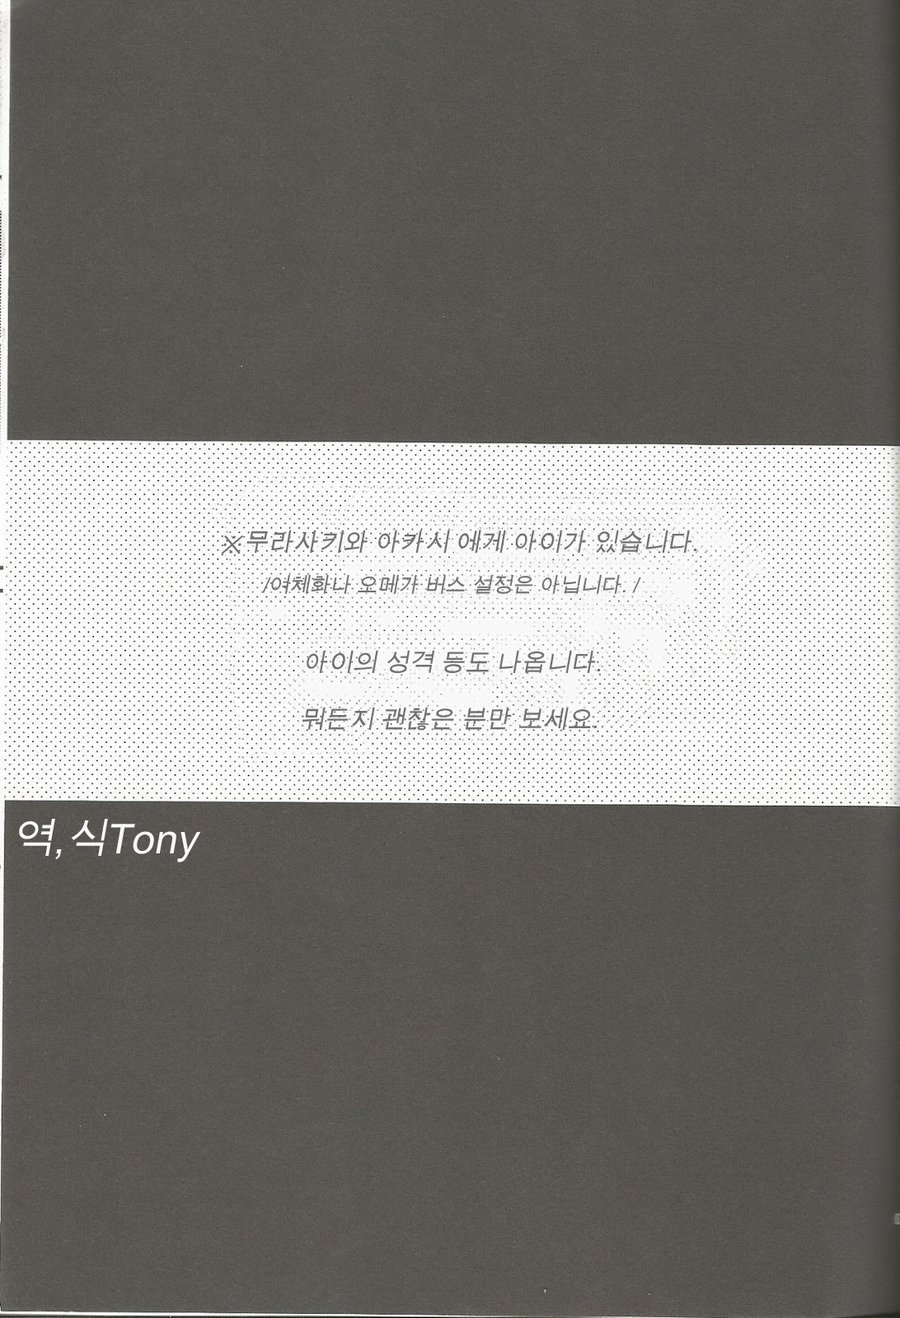 ※무라사키와 아카시 에게 아이가 있습니다.
/여체화나 오메가 버스 설정은 아닙니다. /
아이의 성격 등도 나옵니다
뭐든지 괜찮은 분만 보세요.
역,식Tony